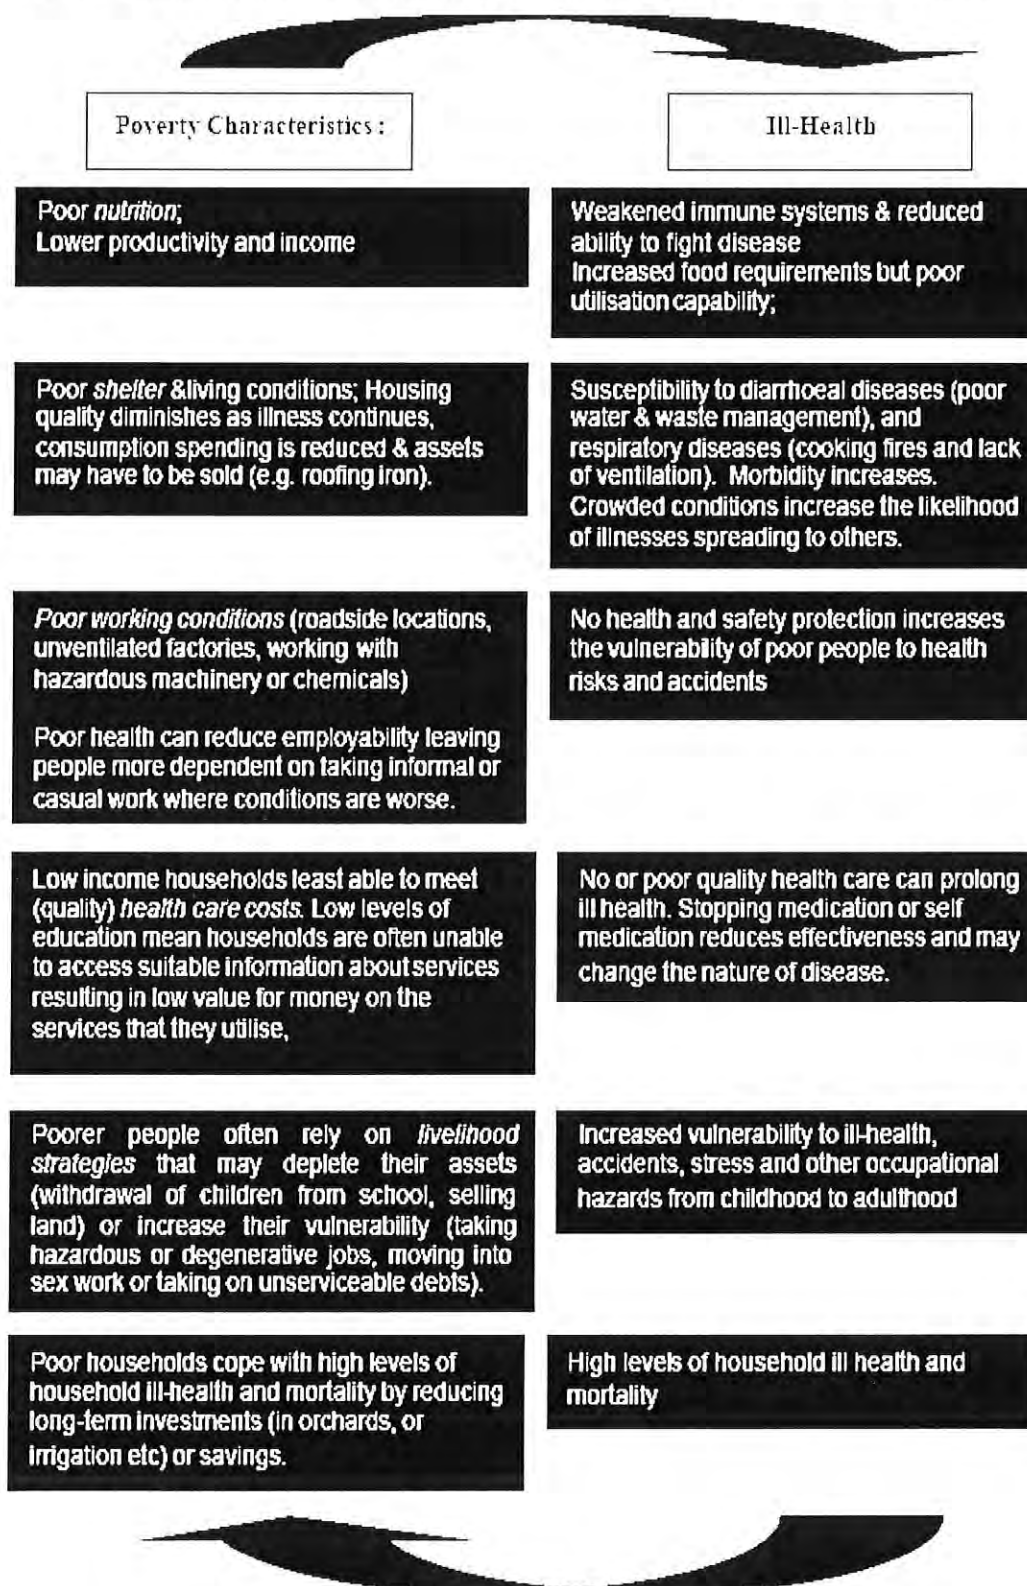 Poverty Characteristics:
Ill-Health
Poor nutrition;
Lower productivity and income
Weakened immune systems & reduced
ability to fight disease
Increased food requirements but poor
utilisation capability;
Poor shelter &living conditions; Housing
quality diminishes as illness continues,
consumption spending is reduced & assets
may have to be sold (e.g. roofing iron).
Susceptibility to diarrhoeal diseases (poor
water & waste management), and
respiratory diseases (cooking fires and lack
of ventilation). Morbidity increases.
Crowded conditions increase the likelihood
of illnesses spreading to others.
Poor working conditions (roadside locations,
unventilated factories, working with
hazardous machinery or chemicals)
Poor health can reduce employability leaving
people more dependent on taking informal or
casual work where conditions are worse.
No health and safety protection increases
the vulnerability of poor people to health
risks and accidents
Low income households least able to meet
(quality) health care costs. Low levels of
education mean households are often unable
to access suitable information about services
resulting in low value for money on the
services that they utilise,
No or poor quality health care can prolong
ill health. Stopping medication or self
medication reduces effectiveness and may
change the nature of disease.
Poorer people often rely on livelihood
strategies that may deplete their assets
(withdrawal of children from school, selling
land) or increase their vulnerability (taking
hazardous or degenerative jobs, moving into
sex work or taking on unserviceable debts).
Increased vulnerability to ill-health,
accidents, stress and other occupational
hazards from childhood to adulthood
Poor households cope with high levels of
household ill-health and mortality by reducing
long-term investments (in orchards, or
irrigation etc) or savings.
High levels of household ill health and
mortality